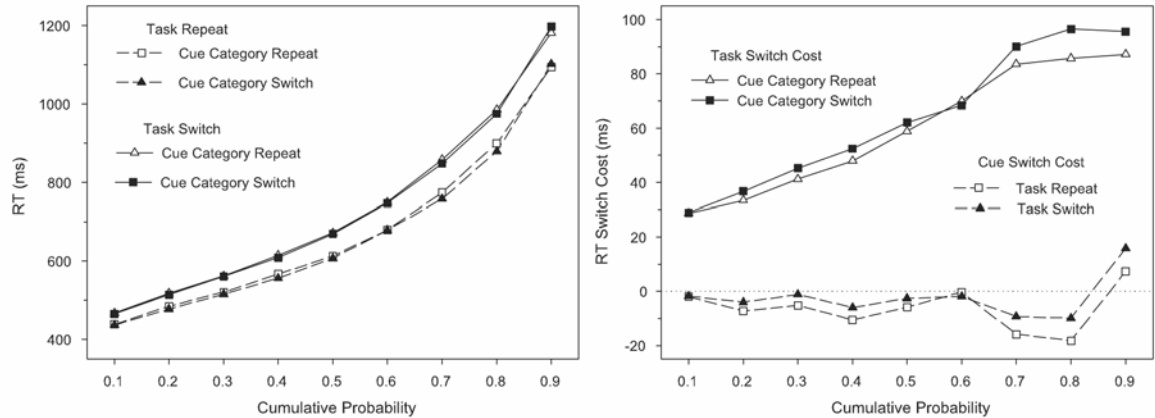 1200
1000
800
600
400
RT (ms)
Task Repeat
Cue Category Repeat
Cue Category Switch
Task Switch
Cue Category Repeat
Cue Category Switch
0.1 0.2 0.3 0.4 0.5 0.6 0.7 0.8 0.9
Cumulative Probability
100
80
60
40
20
0
-20
RT Switch Cost (ms)
Task Switch Cost
Cue Category Repeat
Cue Category Switch
Cue Switch Cost
Task Repeat
Task Switch
0.1 0.2 0.3 0.4 0.5 0.6 0.7 0.8 0.9
Cumulative Probability